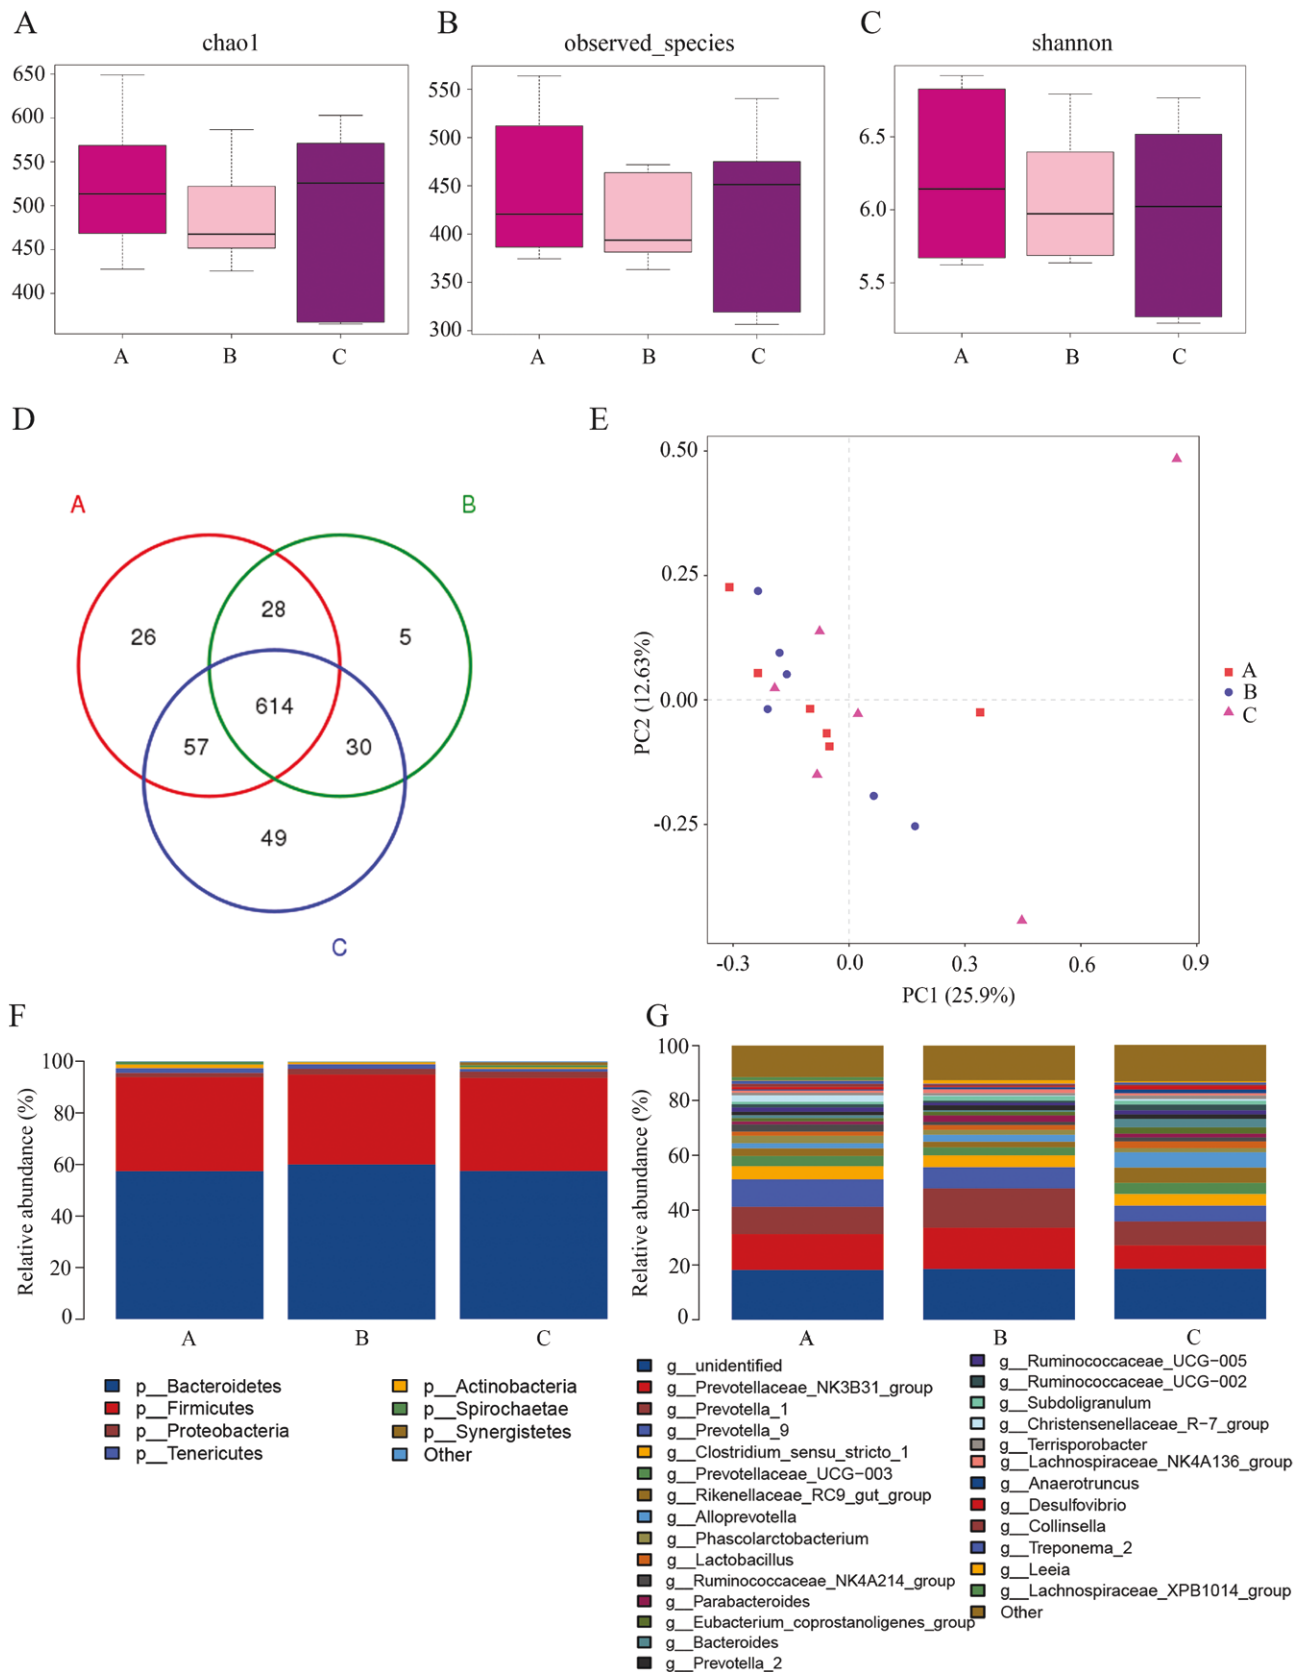 A
chao1
650
600
550
500
450
400
A B C
B
observed_species
550
500
450
400
350
300
A B C
C
shannon
6.5
6.0
5.5
A B C
D
A
B
26
28
5
614
57
30
49
C
E
0.50
0.25
0.00
-0.25
PC2 (12.63%)
-0.3 0.0 0.3 0.6 0.9
PC1 (25.9%)
A
B
C
F
100
80
60
40
20
0
Relative abundance (%)
A B C
p__Bacteroidetes
p__Firmicutes
p__Proteobacteria
p__Tenericutes
p__Actinobacteria
p__Spirochaetae
p__Synergistetes
Other
G
100
80
60
40
20
0
Relative abundance (%)
A B C
g__unidentified
g__Prevotellaceae_NK3B31_group
g__Prevotella_1
g__Prevotella_9
g__Clostridium_sensu_stricto_1
g__Prevotellaceae_UCG-003
g__Rikenellaceae_RC9_gut_group
g__Alloprevotella
g__Phascolarctobacterium
g__Lactobacillus
g__Ruminococcaceae_NK4A214_group
g__Parabacteroides
g__Eubacterium_coprostanoligenes_group
g__Bacteroides
g__Prevotella_2
g__Ruminococcaceae_UCG-005
g__Ruminococcaceae_UCG-002
g__Subdoligranulum
g__Christensenellaceae_R-7_group
g__Terrisporobacter
g__Lachnospiraceae_NK4A136_group
g__Anaerotruncus
g__Desulfovibrio
g__Collinsella
g__Treponema_2
g__Leeia
g__Lachnospiraceae_XPB1014_group
Other